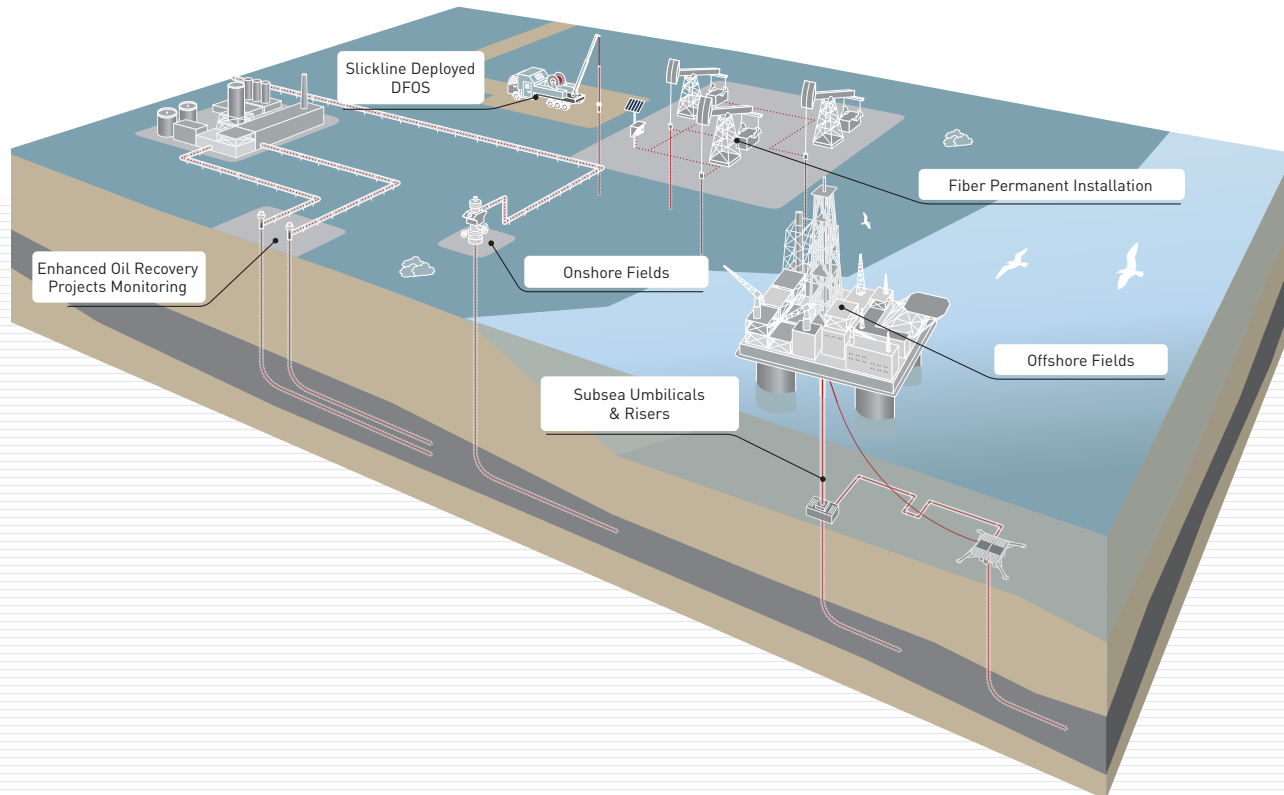 Slickline Deployed
DFOS
Fiber Permanent Installation
Enhanced Oil Recovery
Projects Monitoring
Onshore Fields
Offshore Fields
Subsea Umbilicals
& Risers